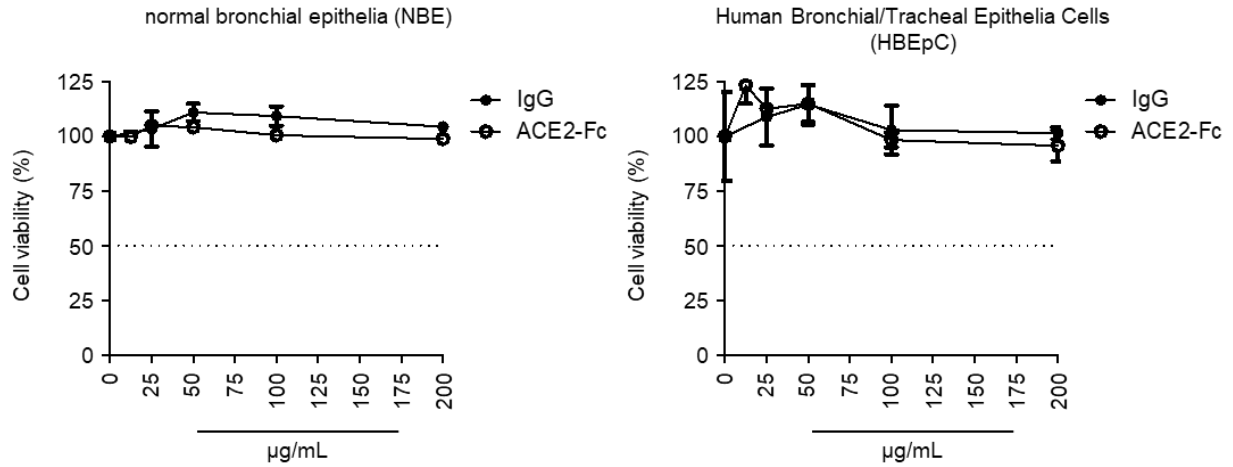 normal bronchial epithelia (NBE)
125
100
75
50
25
0
Cell viability (%)
0
25
50
75
100
125
150
175
200
µg/mL
IgG
ACE2-Fc
Human Bronchial/Tracheal Epithelia Cells
(HBEpC)
125
100
75
50
25
0
Cell viability (%)
0
25
50
75
100
125
150
175
200
µg/mL
IgG
ACE2-Fc